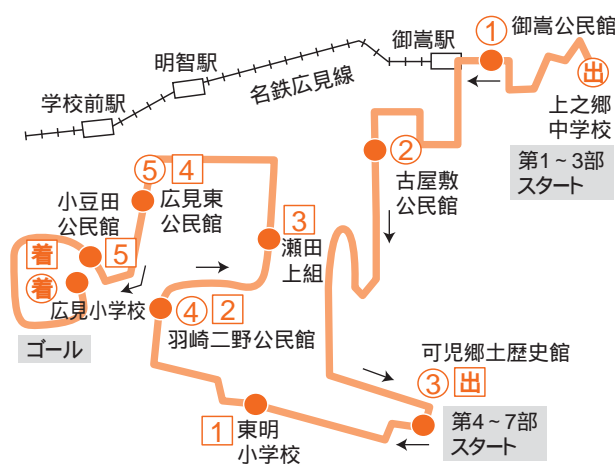 御嵩公民館
①
御嵩駅
出
上之郷
中学校
第1~3部
スタート
明智駅
名鉄広見線
学校前駅
②
古屋敷
公民館
⑤ 4
広見東
公民館
小豆田
公民館
5
3
瀬田
上組
着
着
広見小学校
ゴール
④ 2
羽崎二野公民館
可児郷土歴史館
③ 出
第4~7部
スタート
1
東明
小学校